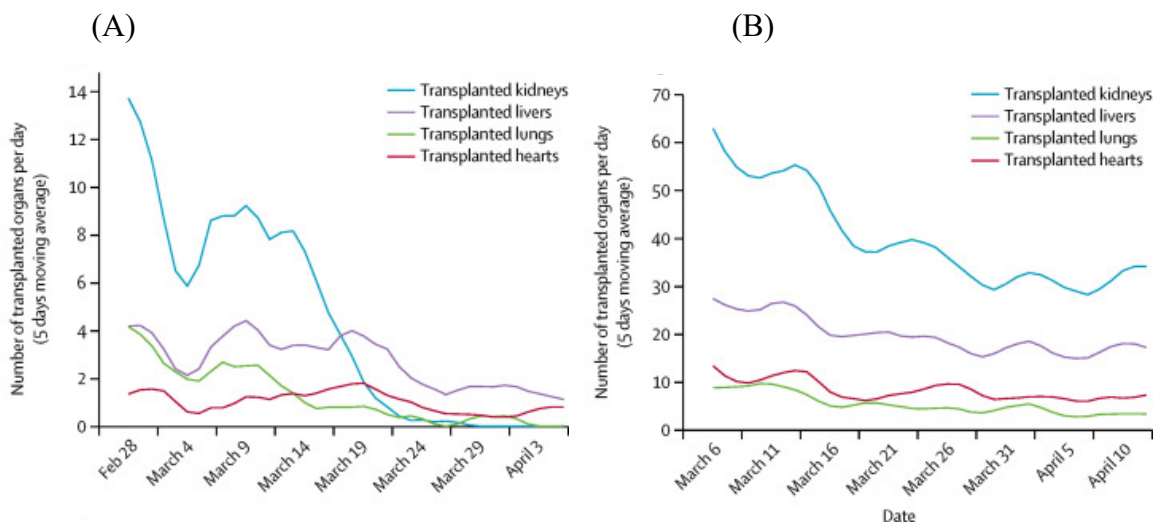 (A)
(B)
Number of transplanted organs per day
(5 days moving average)
14
12
10
8
6
4
2
0
Transplanted kidneys
Transplanted livers
Transplanted lungs
Transplanted hearts
Feb 28
March 4
March 9
March 14
March 19
March 24
March 29
April 3
Number of transplanted organs per day
(5 days moving average)
70
60
50
40
30
20
10
0
Transplanted kidneys
Transplanted livers
Transplanted lungs
Transplanted hearts
March 6
March 11
March 16
March 21
March 26
March 31
April 5
April 10
Date